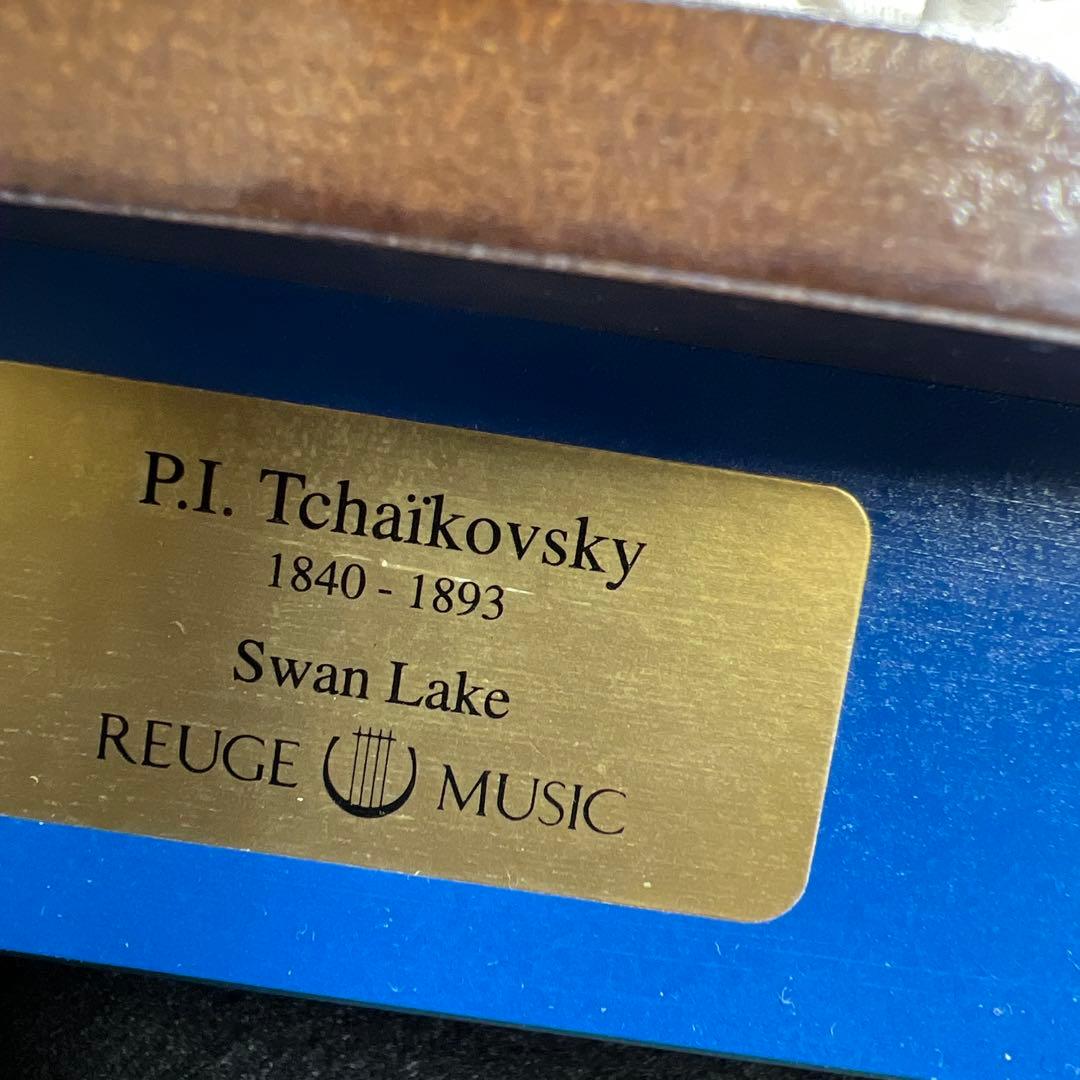 P.I. Tchaïkovsky
1840 - 1893
Swan Lake
REUGE MUSIC